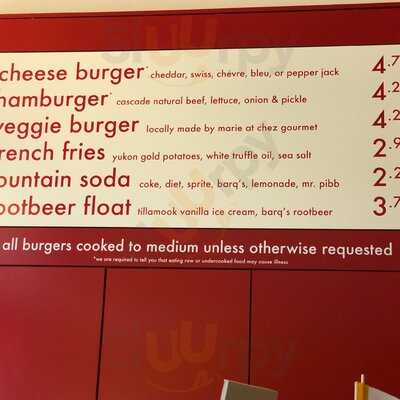 cheese burger* cheddar, swiss, chévre, bleu, or pepper jack 4.7
hamburger* cascade natural beef, lettuce, onion & pickle 4.2
veggie burger locally made by marie at chez gourmet 4.2
rench fries yukon gold potatoes, white truffle oil, sea salt 2.9
ountain soda coke, diet, sprite, barq's, lemonade, mr. pibb 2.2
ootbeer float tillamook vanilla ice cream, barq's rootbeer 3.7
all burgers cooked to medium unless otherwise requested
*we are required to tell you that eating raw or undercooked food may cause illness
sluurpy
sluurpy